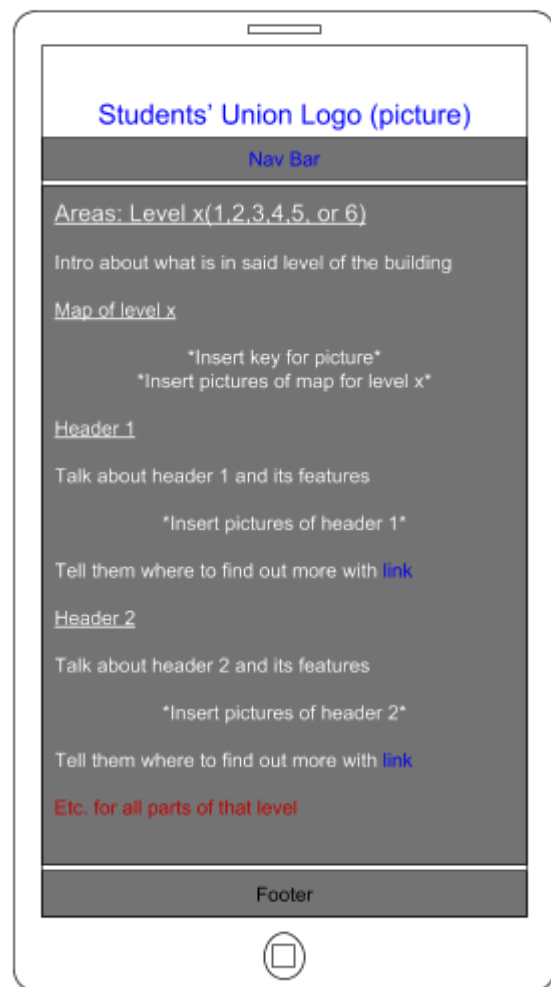 Students' Union Logo (picture)
Nav Bar
Areas: Level x(1,2,3,4,5, or 6)
Intro about what is in said level of the building
Map of level x
*Insert key for picture*
*Insert pictures of map for level x*
Header 1
Talk about header 1 and its features
*Insert pictures of header 1*
Tell them where to find out more with link
Header 2
Talk about header 2 and its features
*Insert pictures of header 2*
Tell them where to find out more with link
Etc. for all parts of that level
Footer